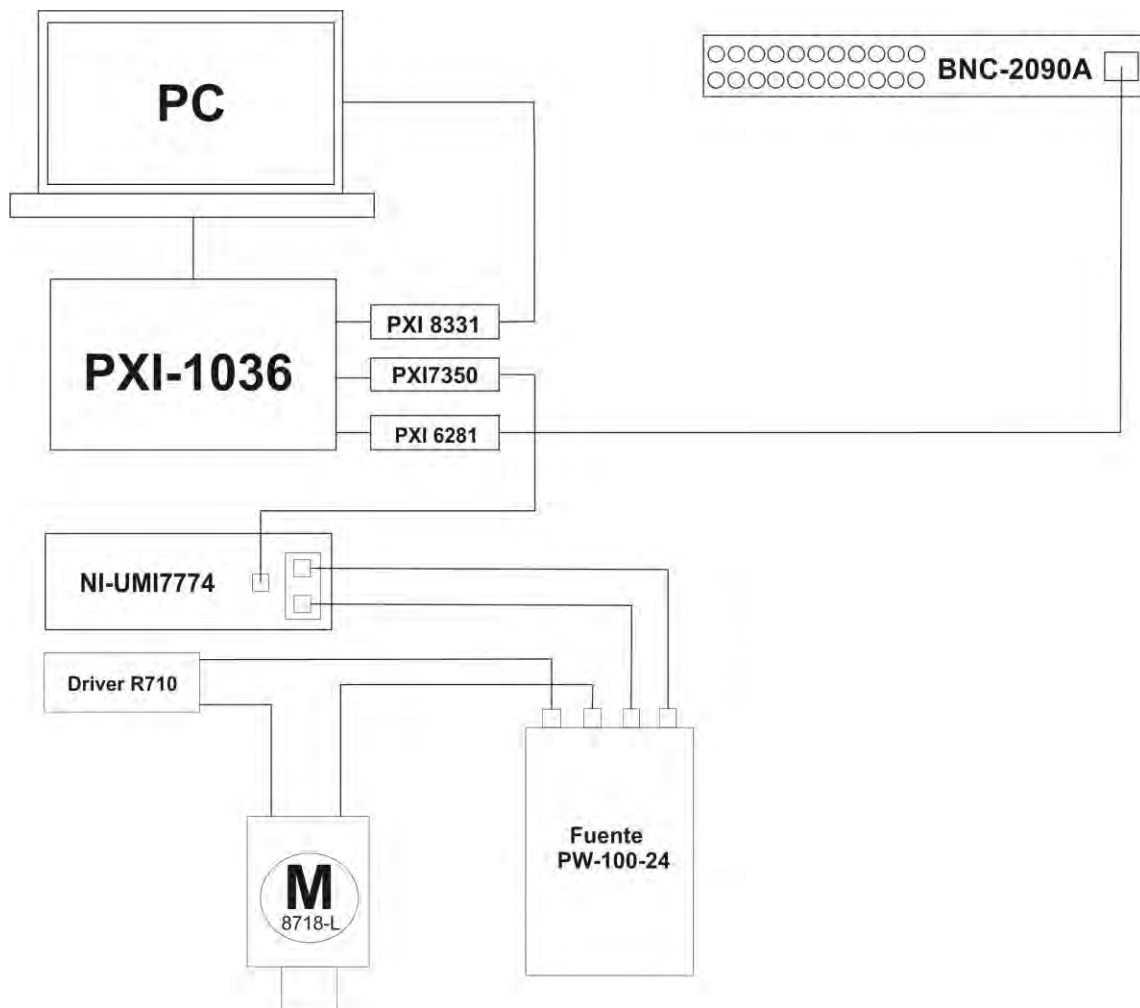 PC
BNC-2090A
PXI-1036
PXI 8331
PXI7350
PXI 6281
NI-UMI7774
Driver R710
Fuente
PW-100-24
M
8718-L